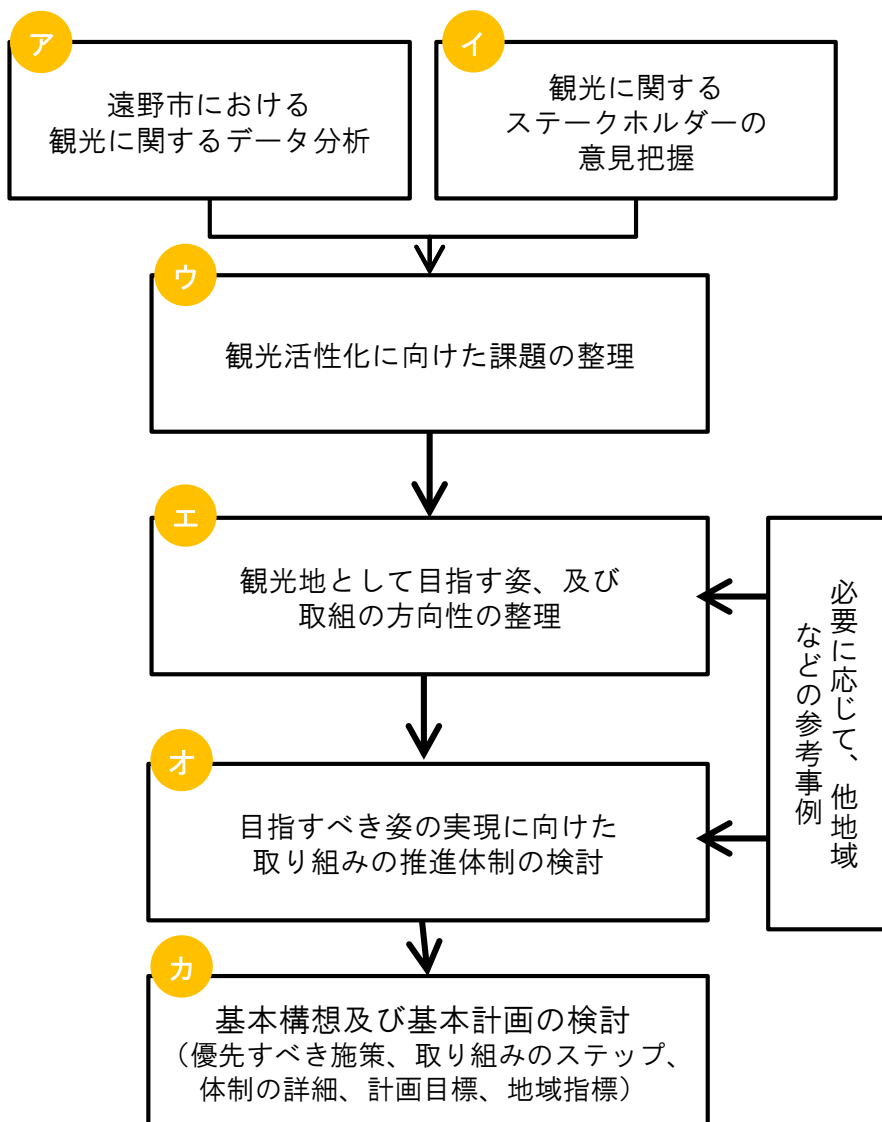 ア
遠野市における
観光に関するデータ分析
イ
観光に関する
ステークホルダーの
意見把握
ウ
観光活性化に向けた課題の整理
エ
観光地として目指す姿、及び
取組の方向性の整理
必要に応じて、他地域
などの参考事例
オ
目指すべき姿の実現に向けた
取り組みの推進体制の検討
カ
基本構想及び基本計画の検討
（優先すべき施策、取り組みのステップ、
体制の詳細、計画目標、地域指標）